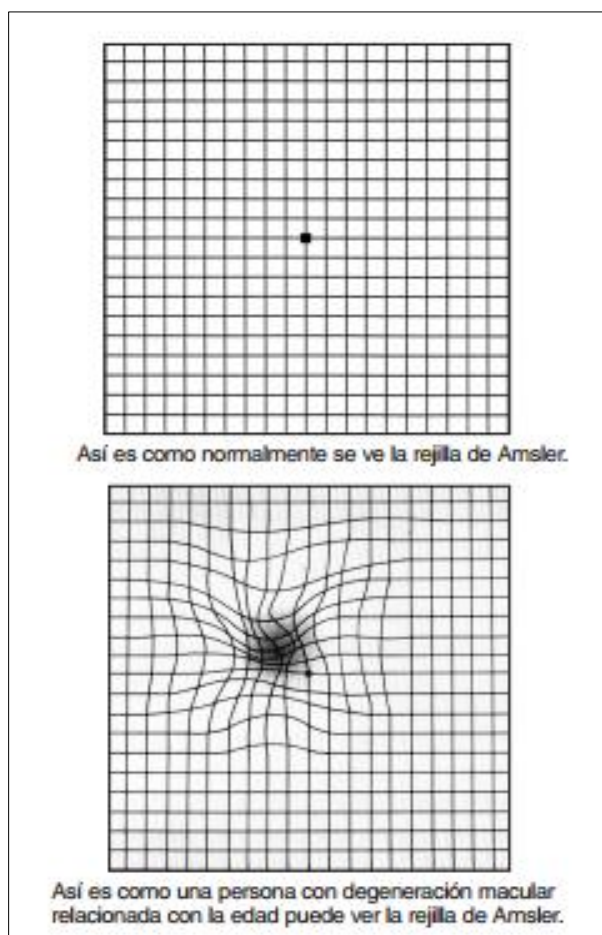 Así es como normalmente se ve la rejilla de Amsler.
Así es como una persona con degeneración macular
relacionada con la edad puede ver la rejilla de Amsler.